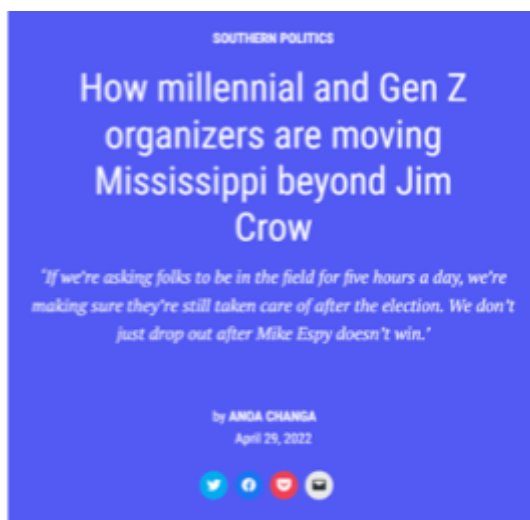 SOUTHERN POLITICS
How millennial and Gen Z
organizers are moving
Mississippi beyond Jim
Crow
'If we're asking folks to be in the field for five hours a day, we're
making sure they're still taken care of after the election. We don't
just drop out after Mike Espy doesn't win.'
by ANOA CHANGA
April 29, 2022